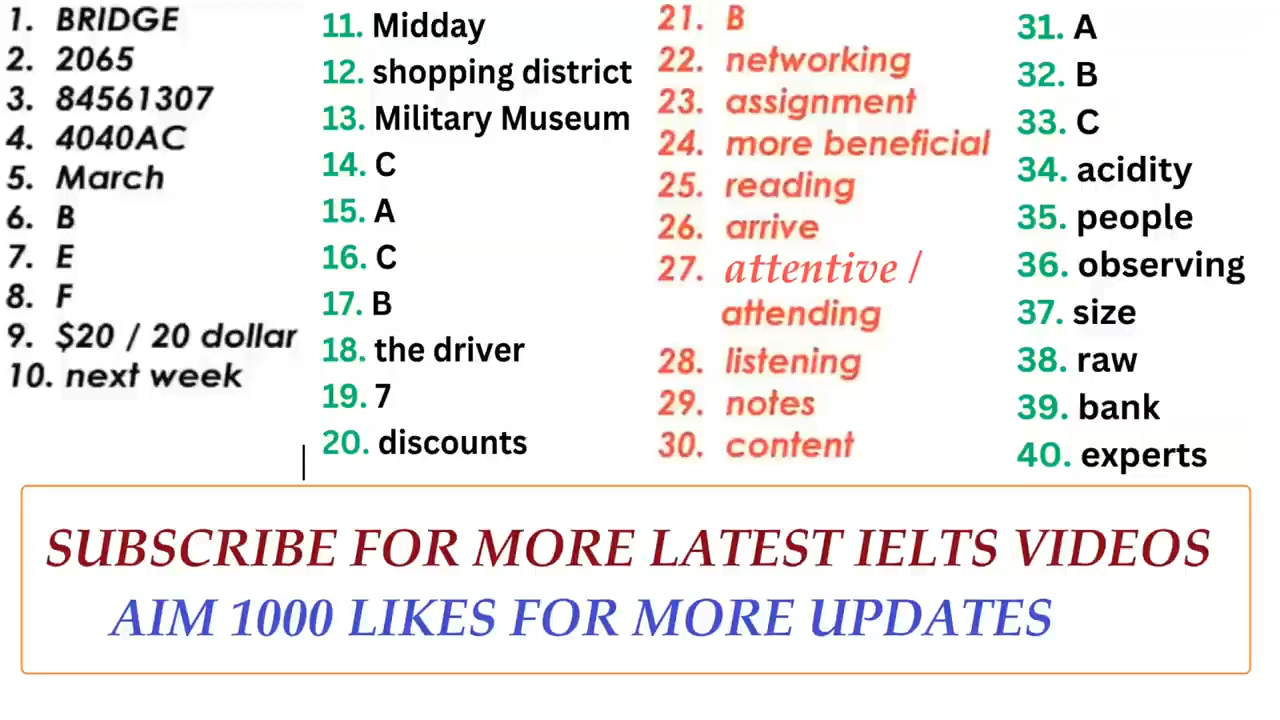 1. BRIDGE
2. 2065
3. 84561307
4. 4040AC
5. March
6. B
7. E
8. F
9. $20 / 20 dollar
10. next week
11. Midday
12. shopping district
13. Military Museum
14. C
15. A
16. C
17. B
18. the driver
19. 7
20. discounts
21. B
22. networking
23. assignment
24. more beneficial
25. reading
26. arrive
27. attentive /
attending
28. listening
29. notes
30. content
31. A
32. B
33. C
34. acidity
35. people
36. observing
37. size
38. raw
39. bank
40. experts
SUBSCRIBE FOR MORE LATEST IELTS VIDEOS
AIM 1000 LIKES FOR MORE UPDATES